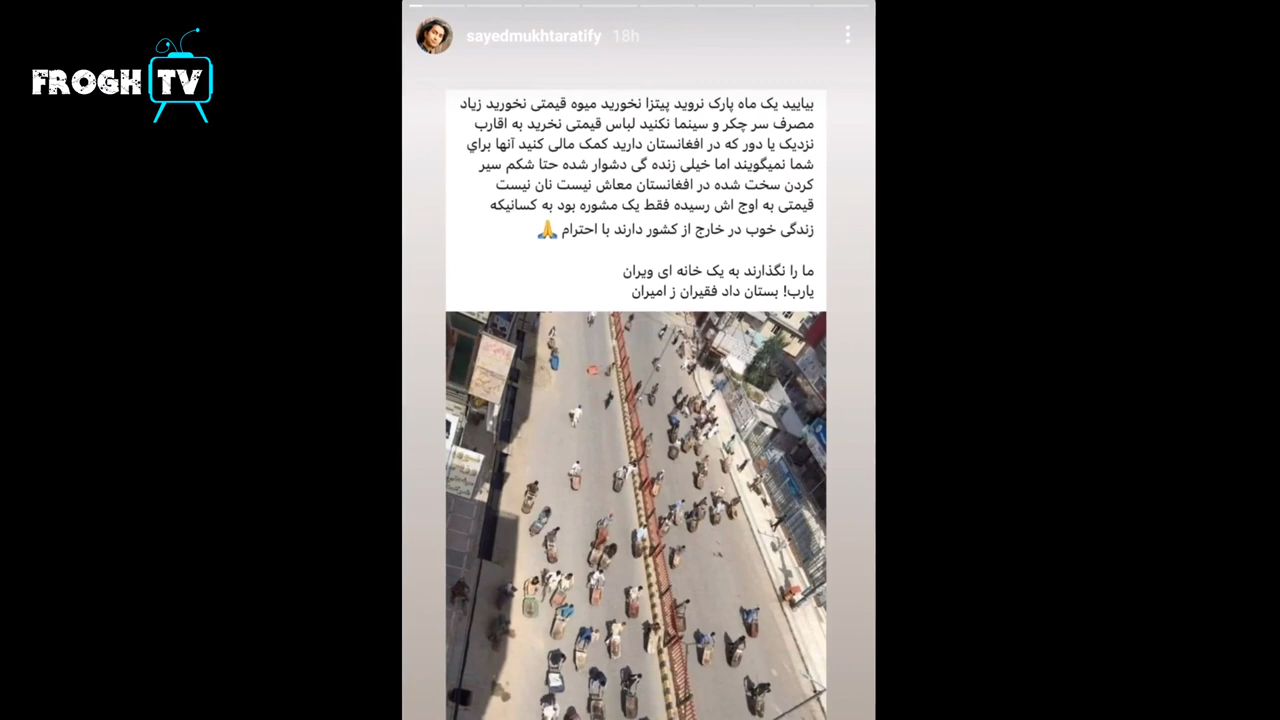 FROGH TV
sayedmukhtaratify 18h
بیایید یک ماه پارک نروید پیتزا نخورید میوه قیمتی نخورید زیاد
مصرف سر چکر و سینما نکنید لباس قیمتی نخرید به اقارب
نزدیک یا دور که در افغانستان دارید کمک مالی کنید آنها براي
شما نمیگویند اما خیلی زنده گی دشوار شده حتا شکم سیر
کردن سخت شده در افغانستان معاش نیست نان نیست
قیمتی به اوج اش رسیده فقط یک مشوره بود به کسانیکه
زندگی خوب در خارج از کشور دارند با احترام 🙏
ما را نگذارند به یک خانه ای ویران
یارب! بستان داد فقیران ز امیران